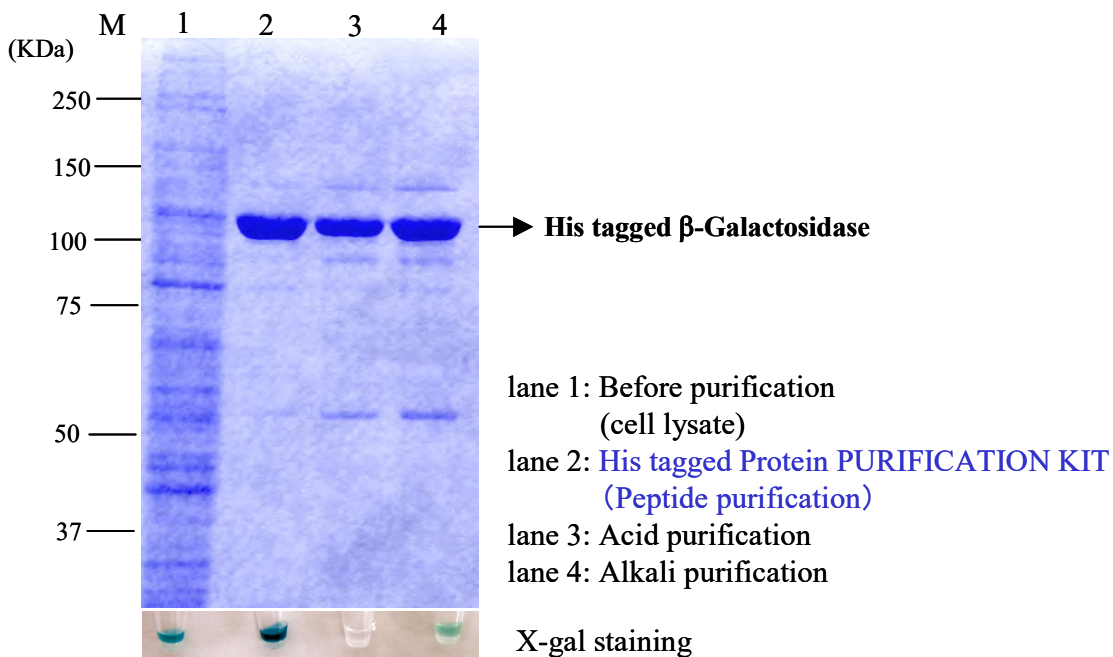 M 1 2 3 4
(KDa)
250
150
100
His tagged β-Galactosidase
75
50
37
lane 1: Before purification
(cell lysate)
lane 2: His tagged Protein PURIFICATION KIT
（Peptide purification）
lane 3: Acid purification
lane 4: Alkali purification
X-gal staining